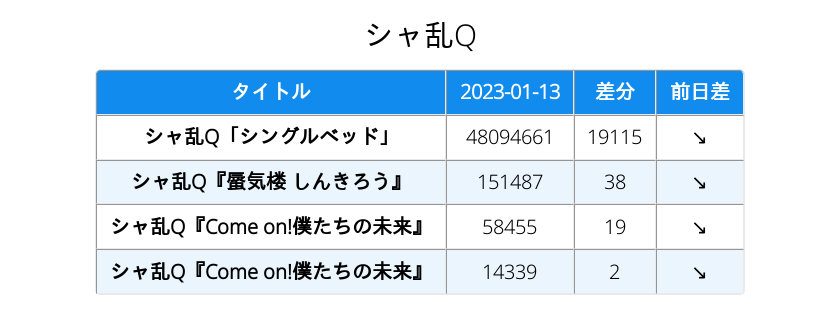 シャ乱Q
タイトル 2023-01-13 差分 前日差
シャ乱Q「シングルベッド」 48094661 19115 ↘
シャ乱Q『蜃気楼 しんきろう』 151487 38 ↘
シャ乱Q『Come on!僕たちの未来』 58455 19 ↘
シャ乱Q『Come on!僕たちの未来』 14339 2 ↘